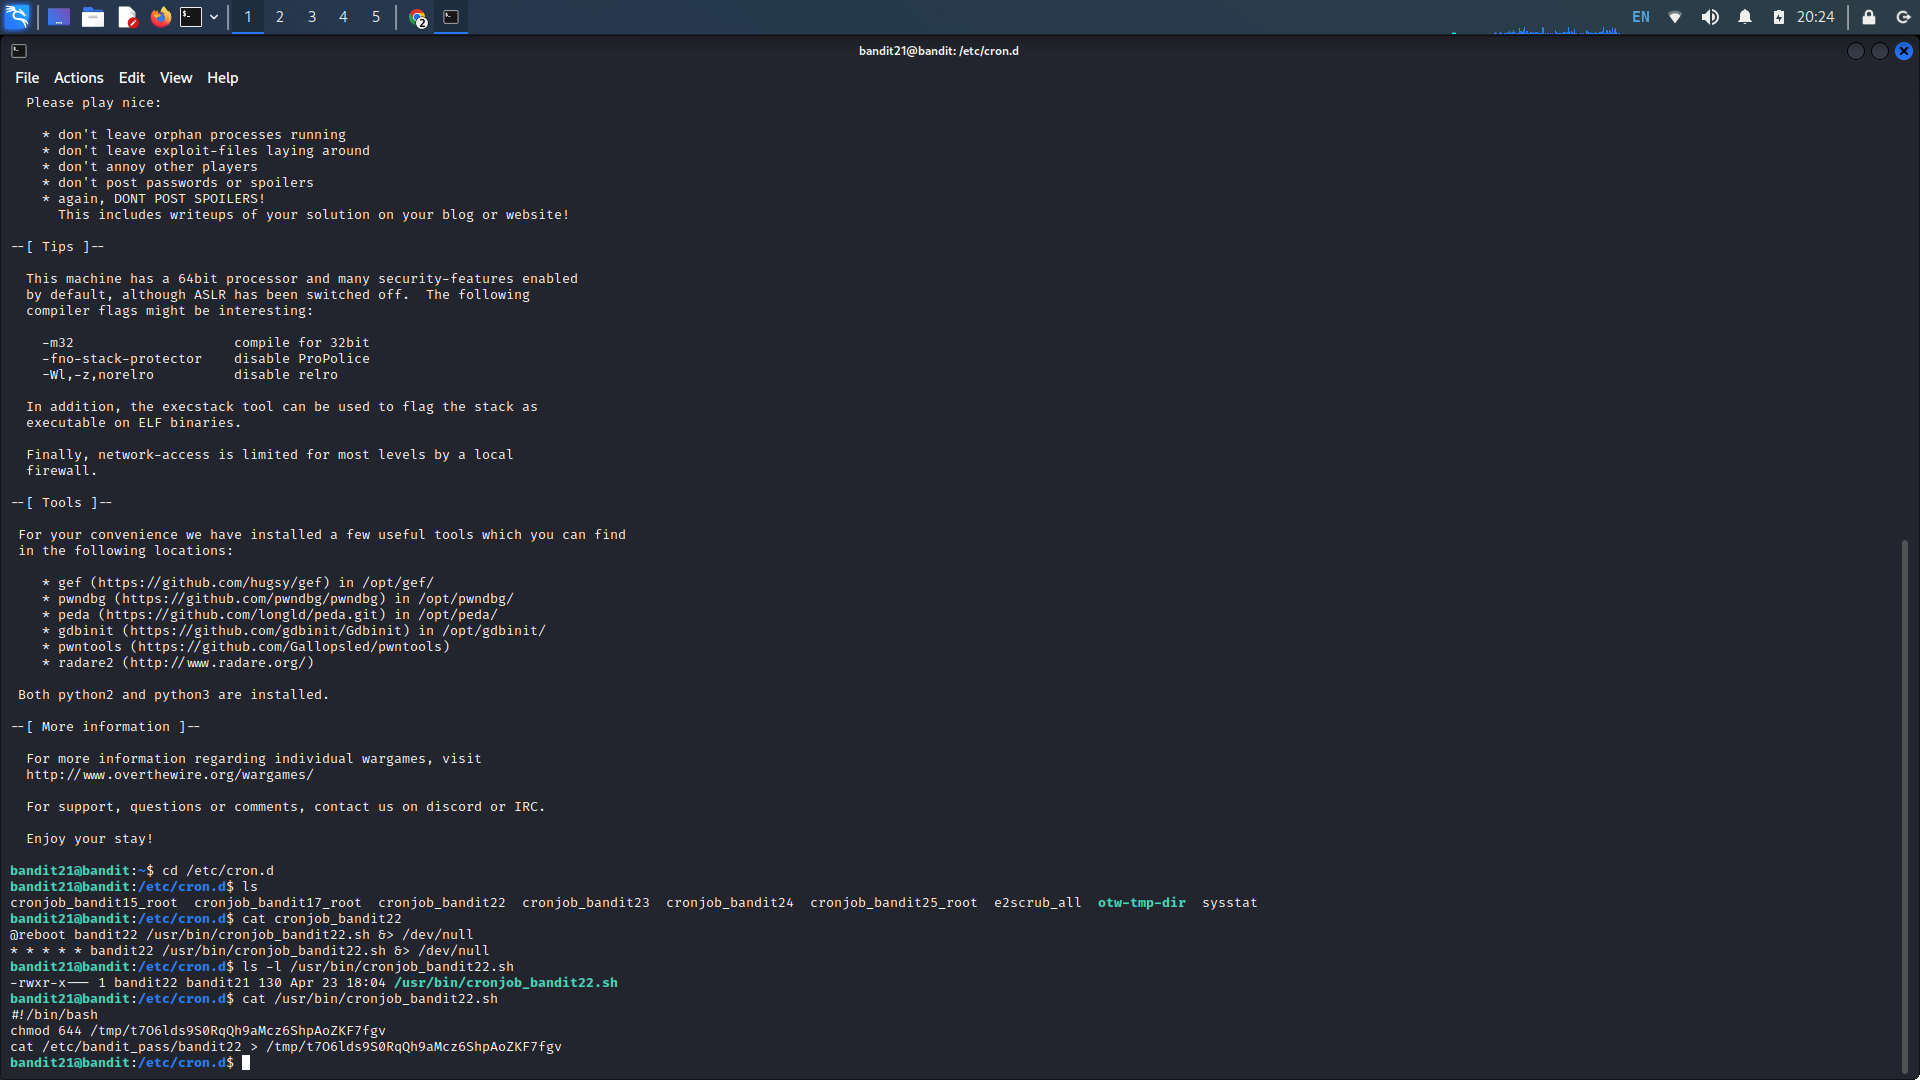 1 2 3 4 5 2 EN 20:24
bandit21@bandit: /etc/cron.d
File Actions Edit View Help
Please play nice:
* don't leave orphan processes running
* don't leave exploit-files laying around
* don't annoy other players
* don't post passwords or spoilers
* again, DONT POST SPOILERS!
This includes writeups of your solution on your blog or website!
--[ Tips ]--
This machine has a 64bit processor and many security-features enabled
by default, although ASLR has been switched off.  The following
compiler flags might be interesting:
-m32                    compile for 32bit
-fno-stack-protector    disable ProPolice
-Wl,-z,norelro          disable relro
In addition, the execstack tool can be used to flag the stack as
executable on ELF binaries.
Finally, network-access is limited for most levels by a local
firewall.
--[ Tools ]--
For your convenience we have installed a few useful tools which you can find
in the following locations:
* gef (https://github.com/hugsy/gef) in /opt/gef/
* pwndbg (https://github.com/pwndbg/pwndbg) in /opt/pwndbg/
* peda (https://github.com/longld/peda.git) in /opt/peda/
* gdbinit (https://github.com/gdbinit/Gdbinit) in /opt/gdbinit/
* pwntools (https://github.com/Gallopsled/pwntools)
* radare2 (http://www.radare.org/)
Both python2 and python3 are installed.
--[ More information ]--
For more information regarding individual wargames, visit
http://www.overthewire.org/wargames/
For support, questions or comments, contact us on discord or IRC.
Enjoy your stay!
bandit21@bandit:~$ cd /etc/cron.d
bandit21@bandit:/etc/cron.d$ ls
cronjob_bandit15_root  cronjob_bandit17_root  cronjob_bandit22  cronjob_bandit23  cronjob_bandit24  cronjob_bandit25_root  e2scrub_all  otw-tmp-dir  sysstat
bandit21@bandit:/etc/cron.d$ cat cronjob_bandit22
@reboot bandit22 /usr/bin/cronjob_bandit22.sh &> /dev/null
* * * * * bandit22 /usr/bin/cronjob_bandit22.sh &> /dev/null
bandit21@bandit:/etc/cron.d$ ls -l /usr/bin/cronjob_bandit22.sh
-rwxr-x--- 1 bandit22 bandit21 130 Apr 23 18:04 /usr/bin/cronjob_bandit22.sh
bandit21@bandit:/etc/cron.d$ cat /usr/bin/cronjob_bandit22.sh
#!/bin/bash
chmod 644 /tmp/t7O6lds9S0RqQh9aMcz6ShpAoZKF7fgv
cat /etc/bandit_pass/bandit22 > /tmp/t7O6lds9S0RqQh9aMcz6ShpAoZKF7fgv
bandit21@bandit:/etc/cron.d$